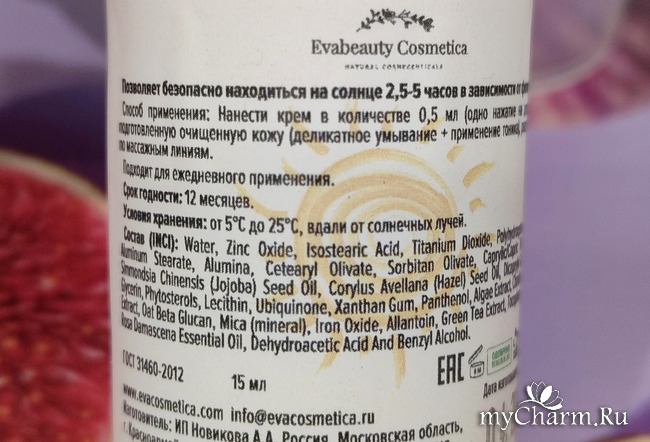 Evabeauty Cosmetica
NATURAL COSMECEUTICALS
Позволяет безопасно находиться на солнце 2,5-5 часов в зависимости от
Способ применения: Нанести крем в количестве 0,5 мл (одно нажатие на
подготовленную очищенную кожу (деликатное умывание + применение тоника),
по массажным линиям.
Подходит для ежедневного применения.
Срок годности: 12 месяцев.
Условия хранения: от 5°C до 25°C, вдали от солнечных лучей.
Состав (INCI): Water, Zinc Oxide, Isostearic Acid, Titanium Dioxide,
Aluminum Stearate, Alumina, Cetearyl Olivate, Sorbitan Olivate,
Simmondsia Chinensis (Jojoba) Seed Oil, Corylus Avellana (Hazel) Seed Oil,
Glycerin, Phytosterols, Lecithin, Ubiquinone, Xanthan Gum, Panthenol, Algae Extract,
Extract, Oat Beta Glucan, Mica (mineral), Iron Oxide, Allantoin, Green Tea Extract,
Rosa Damascena Essential Oil, Dehydroacetic Acid And Benzyl Alcohol.
ГОСТ 31460-2012
15 мл
EAC
www.evacosmetica.com info@evacosmetica.ru
Изготовитель: ИП Новикова А.А. Россия, Московская область,
myCharm.Ru